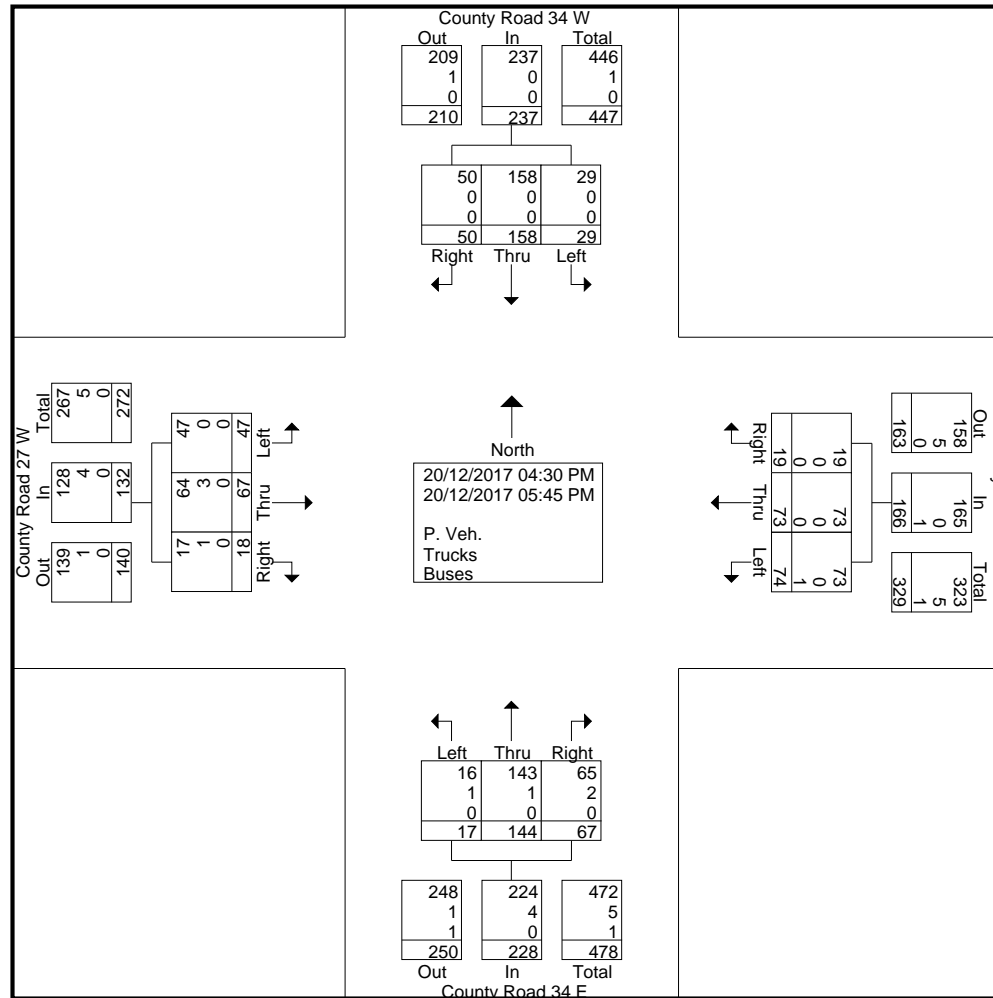 County Road 34 W
Out In Total
209 237 446
1 0 1
0 0 0
210 237 447
50 158 29
0 0 0
0 0 0
50 158 29
Right Thru Left
County Road 27 W
Total
267 5 0 272
In
128 4 0 132
Out
139 1 0 140
47 0 0 47
Left
64 3 0 67
Thru
17 1 0 18
Right
North
20/12/2017 04:30 PM
20/12/2017 05:45 PM
P. Veh.
Trucks
Buses
Right
19 0 0 19
Thru
73 0 0 73
Left
73 0 1 74
Out
158 5 0 163
In
165 0 1 166
Total
323 5 1 329
Left Thru Right
16 143 65
1 1 2
0 0 0
17 144 67
248 224 472
1 4 5
1 0 1
250 228 478
Out In Total
County Road 34 E